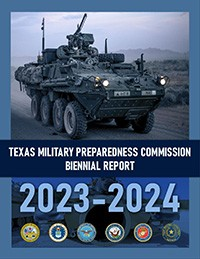 TEXAS MILITARY PREPAREDNESS COMMISSION
BIENNIAL REPORT
2023-2024